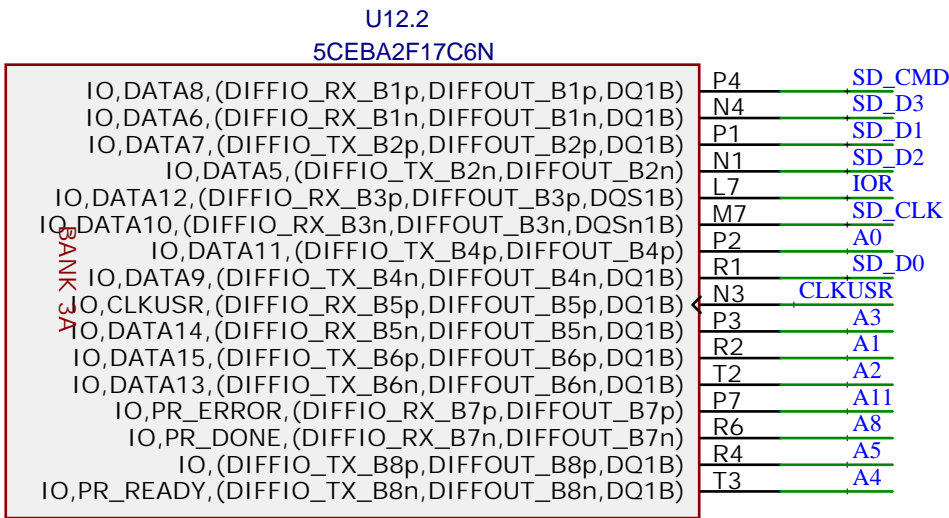 U12.2
5CEBA2F17C6N
IO,DATA8,(DIFFIO_RX_B1p,DIFFOUT_B1p,DQ1B) P4 SD_CMD
IO,DATA6,(DIFFIO_RX_B1n,DIFFOUT_B1n,DQ1B) N4 SD_D3
IO,DATA7,(DIFFIO_TX_B2p,DIFFOUT_B2p,DQ1B) P1 SD_D1
IO,DATA5,(DIFFIO_TX_B2n,DIFFOUT_B2n) N1 SD_D2
IO,DATA12,(DIFFIO_RX_B3p,DIFFOUT_B3p,DQS1B) L7 IOR
IO,DATA10,(DIFFIO_RX_B3n,DIFFOUT_B3n,DQSn1B) M7 SD_CLK
IO,DATA11,(DIFFIO_TX_B4p,DIFFOUT_B4p) P2 A0
IO,DATA9,(DIFFIO_TX_B4n,DIFFOUT_B4n,DQ1B) R1 SD_D0
IO,CLKUSR,(DIFFIO_RX_B5p,DIFFOUT_B5p,DQ1B) N3 CLKUSR
IO,DATA14,(DIFFIO_RX_B5n,DIFFOUT_B5n,DQ1B) P3 A3
IO,DATA15,(DIFFIO_TX_B6p,DIFFOUT_B6p,DQ1B) R2 A1
IO,DATA13,(DIFFIO_TX_B6n,DIFFOUT_B6n,DQ1B) T2 A2
IO,PR_ERROR,(DIFFIO_RX_B7p,DIFFOUT_B7p) P7 A11
IO,PR_DONE,(DIFFIO_RX_B7n,DIFFOUT_B7n) R6 A8
IO,(DIFFIO_TX_B8p,DIFFOUT_B8p,DQ1B) R4 A5
IO,PR_READY,(DIFFIO_TX_B8n,DIFFOUT_B8n,DQ1B) T3 A4
BANK 3A